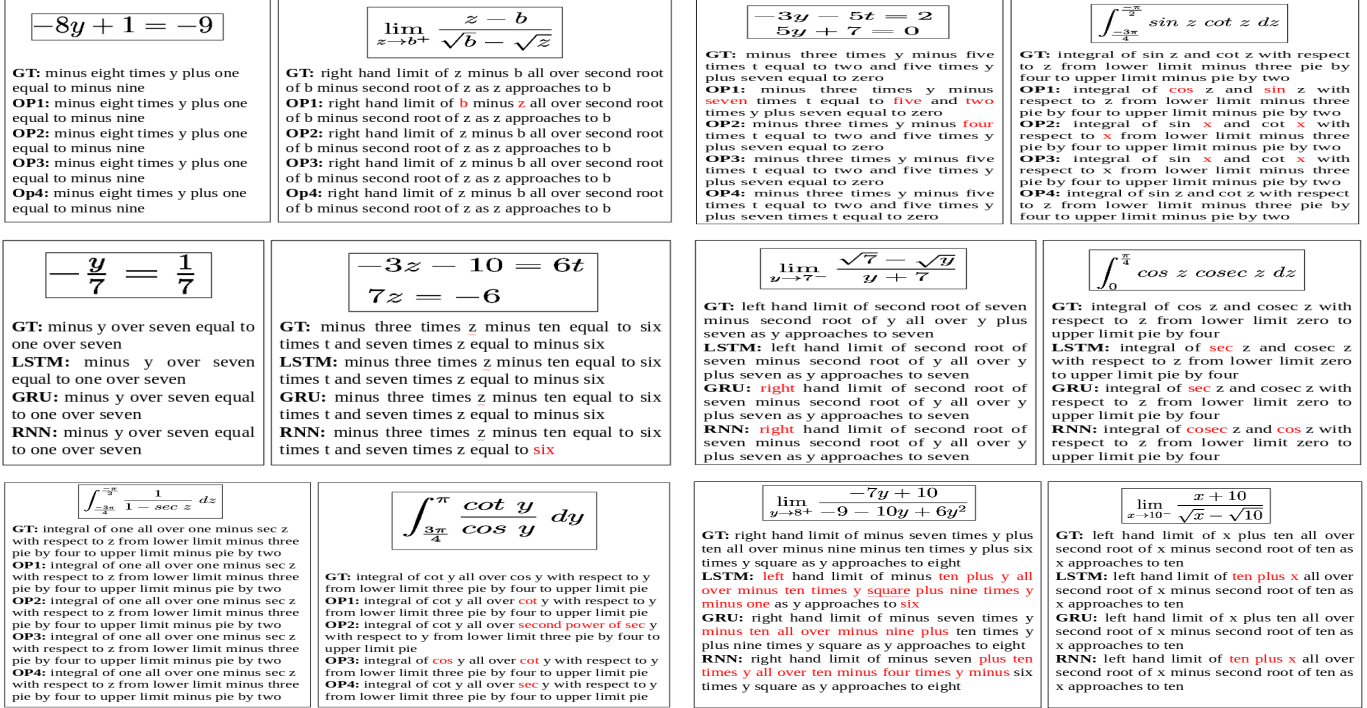 −8y + 1 = −9
GT: minus eight times y plus one
equal to minus nine
OP1: minus eight times y plus one
equal to minus nine
OP2: minus eight times y plus one
equal to minus nine
OP3: minus eight times y plus one
equal to minus nine
Op4: minus eight times y plus one
equal to minus nine
lim z→b+ (z − b)/(√b − √z)
GT: right hand limit of z minus b all over second root
of b minus second root of z as z approaches to b
OP1: right hand limit of b minus z all over second root
of b minus second root of z as z approaches to b
OP2: right hand limit of z minus b all over second root
of b minus second root of z as z approaches to b
OP3: right hand limit of z minus b all over second root
of b minus second root of z as z approaches to b
Op4: right hand limit of z minus b all over second root
of b minus second root of z as z approaches to b
−3y − 5t = 2
5y + 7 = 0
GT: minus three times y minus five
times t equal to two and five times y
plus seven equal to zero
OP1: minus three times y minus
seven times t equal to five and two
times y plus seven equal to zero
OP2: minus three times y minus four
times t equal to two and five times y
plus seven equal to zero
OP3: minus three times y minus five
times t equal to two and five times y
plus seven equal to zero
OP4: minus three times y minus five
times t equal to two and five times y
plus seven times t equal to zero
∫_{−3π/4}^{−π/2} sin z cot z dz
GT: integral of sin z and cot z with respect
to z from lower limit minus three pie by
four to upper limit minus pie by two
OP1: integral of cos z and sin z with
respect to z from lower limit minus three
pie by four to upper limit minus pie by two
OP2: integral of sin x and cot x with
respect to x from lower limit minus three
pie by four to upper limit minus pie by two
OP3: integral of sin x and cot x with
respect to x from lower limit minus three
pie by four to upper limit minus pie by two
OP4: integral of sin z and cot z with respect
to z from lower limit minus three pie by
four to upper limit minus pie by two
−y/7 = 1/7
GT: minus y over seven equal to
one over seven
LSTM: minus y over seven
equal to one over seven
GRU: minus y over seven equal
to one over seven
RNN: minus y over seven equal
to one over seven
−3z − 10 = 6t
7z = −6
GT: minus three times z minus ten equal to six
times t and seven times z equal to minus six
LSTM: minus three times z minus ten equal to six
times t and seven times z equal to minus six
GRU: minus three times z minus ten equal to six
times t and seven times z equal to minus six
RNN: minus three times z minus ten equal to six
times t and seven times z equal to six
lim y→7− (√7 − √y)/(y + 7)
GT: left hand limit of second root of seven
minus second root of y all over y plus
seven as y approaches to seven
LSTM: left hand limit of second root of
seven minus second root of y all over y
plus seven as y approaches to seven
GRU: right hand limit of second root of
seven minus second root of y all over y
plus seven as y approaches to seven
RNN: right hand limit of second root of
seven minus second root of y all over y
plus seven as y approaches to seven
∫_0^{π/4} cos z cosec z dz
GT: integral of cos z and cosec z with
respect to z from lower limit zero to
upper limit pie by four
LSTM: integral of sec z and cosec z
with respect to z from lower limit zero
to upper limit pie by four
GRU: integral of sec z and cosec z with
respect to z from lower limit zero to
upper limit pie by four
RNN: integral of cosec z and cos z with
respect to z from lower limit zero to
upper limit pie by four
∫_{−3π/4}^{−π/2} 1/(1 − sec z) dz
GT: integral of one all over one minus sec z
with respect to z from lower limit minus three
pie by four to upper limit minus pie by two
OP1: integral of one all over one minus sec z
with respect to z from lower limit minus three
pie by four to upper limit minus pie by two
OP2: integral of one all over one minus sec z
with respect to z from lower limit minus three
pie by four to upper limit minus pie by two
OP3: integral of one all over one minus sec z
with respect to z from lower limit minus three
pie by four to upper limit minus pie by two
OP4: integral of one all over one minus sec z
with respect to z from lower limit minus three
pie by four to upper limit minus pie by two
∫_{3π/4}^{π} (cot y)/(cos y) dy
GT: integral of cot y all over cos y with respect to y
from lower limit three pie by four to upper limit pie
OP1: integral of cot y all over cot y with respect to y
from lower limit three pie by four to upper limit pie
OP2: integral of cot y all over second power of sec y
with respect to y from lower limit three pie by four to
upper limit pie
OP3: integral of cos y all over cot y with respect to y
from lower limit three pie by four to upper limit pie
OP4: integral of cot y all over sec y with respect to y
from lower limit three pie by four to upper limit pie
lim y→8+ (−7y + 10)/(−9 − 10y + 6y²)
GT: right hand limit of minus seven times y plus
ten all over minus nine minus ten times y plus six
times y square as y approaches to eight
LSTM: left hand limit of minus ten plus y all
over minus ten times y square plus nine times y
minus one as y approaches to six
GRU: right hand limit of minus seven times y
minus ten all over minus nine plus ten times y
plus nine times y square as y approaches to eight
RNN: right hand limit of minus seven plus ten
times y all over ten minus four times y minus six
times y square as y approaches to eight
lim x→10− (x + 10)/(√x − √10)
GT: left hand limit of x plus ten all over
second root of x minus second root of ten as
x approaches to ten
LSTM: left hand limit of ten plus x all over
second root of x minus second root of ten as
x approaches to ten
GRU: left hand limit of x plus ten all over
second root of x minus second root of ten as
x approaches to ten
RNN: left hand limit of ten plus x all over
second root of x minus second root of ten as
x approaches to ten